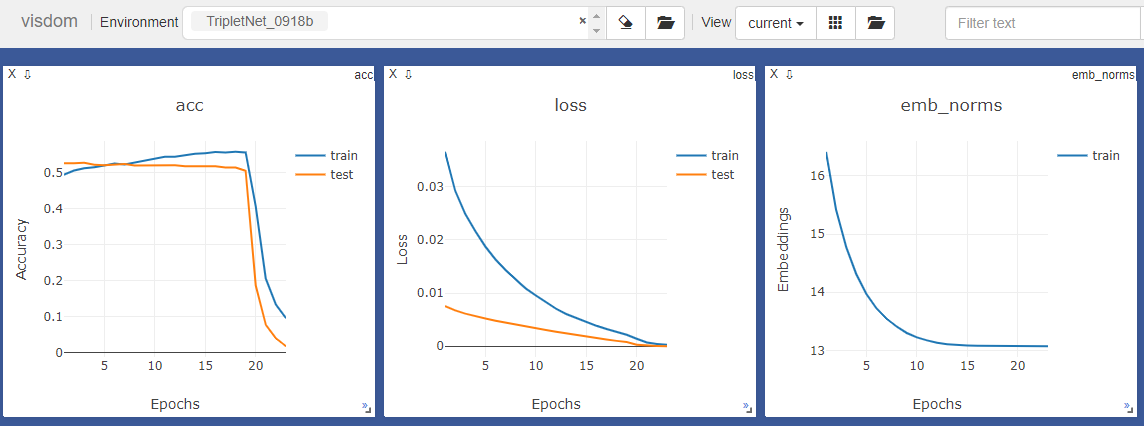 visdom Environment TripletNet_0918b × View current Filter text
X acc
acc
train
test
0.5
0.4
0.3
0.2
0.1
0
Accuracy
5 10 15 20
Epochs
»
X loss
loss
train
test
0.03
0.02
0.01
0
Loss
5 10 15 20
Epochs
»
X emb_norms
emb_norms
train
16
15
14
13
Embeddings
5 10 15 20
Epochs
»